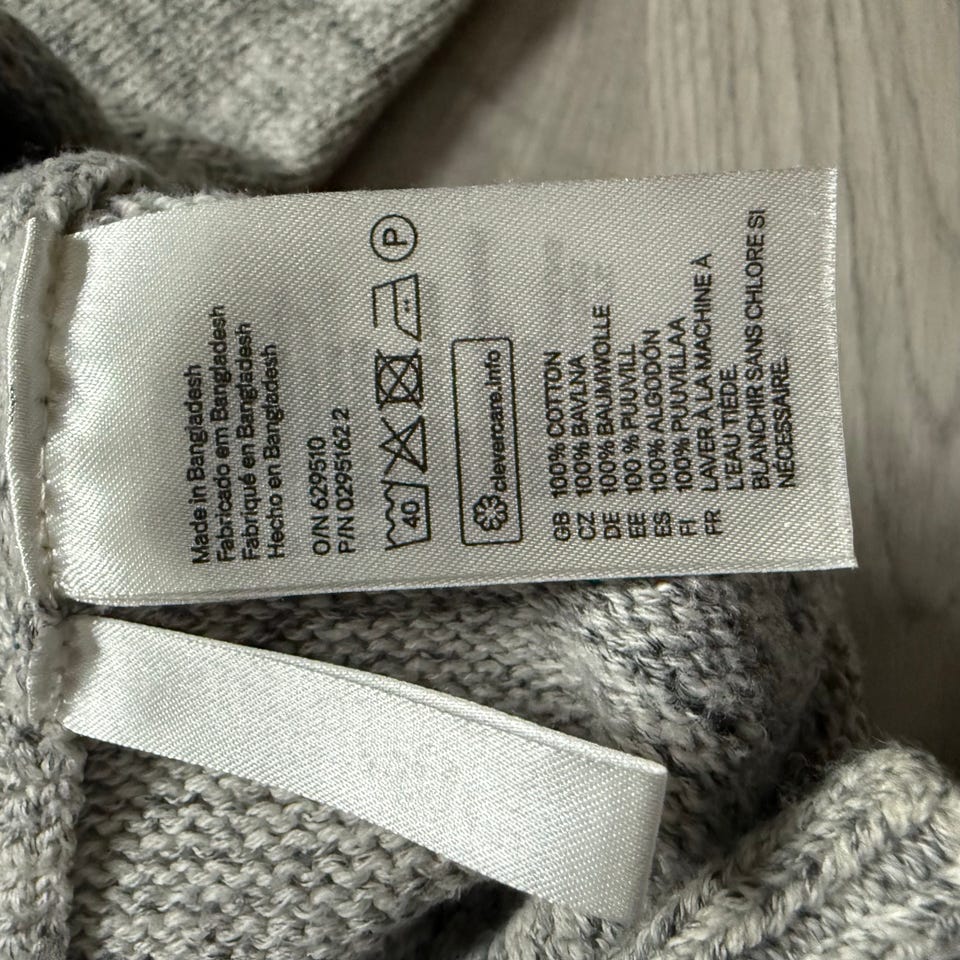 Made in Bangladesh
Fabricado em Bangladesh
Fabriqué en Bangladesh
Hecho en Bangladesh
O/N 629510
P/N 0295162 2
40
P
clevercare.info
GB 100% COTTON
CZ 100% BAVLNA
DE 100% BAUMWOLLE
EE 100 % PUUVILL
ES 100% ALGODÓN
FI 100% PUUVILLAA
FR LAVER À LA MACHINE A
L'EAU TIÈDE.
BLANCHIR SANS CHLORE SI
NÉCESSAIRE.